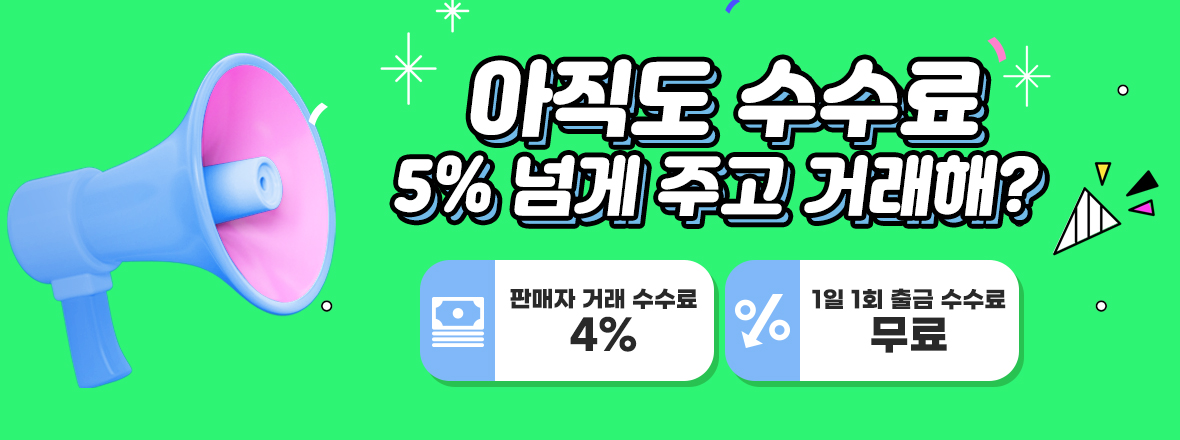 아직도 수수료
5% 넘게 주고 거래해?
판매자 거래 수수료
4%
1일 1회 출금 수수료
무료